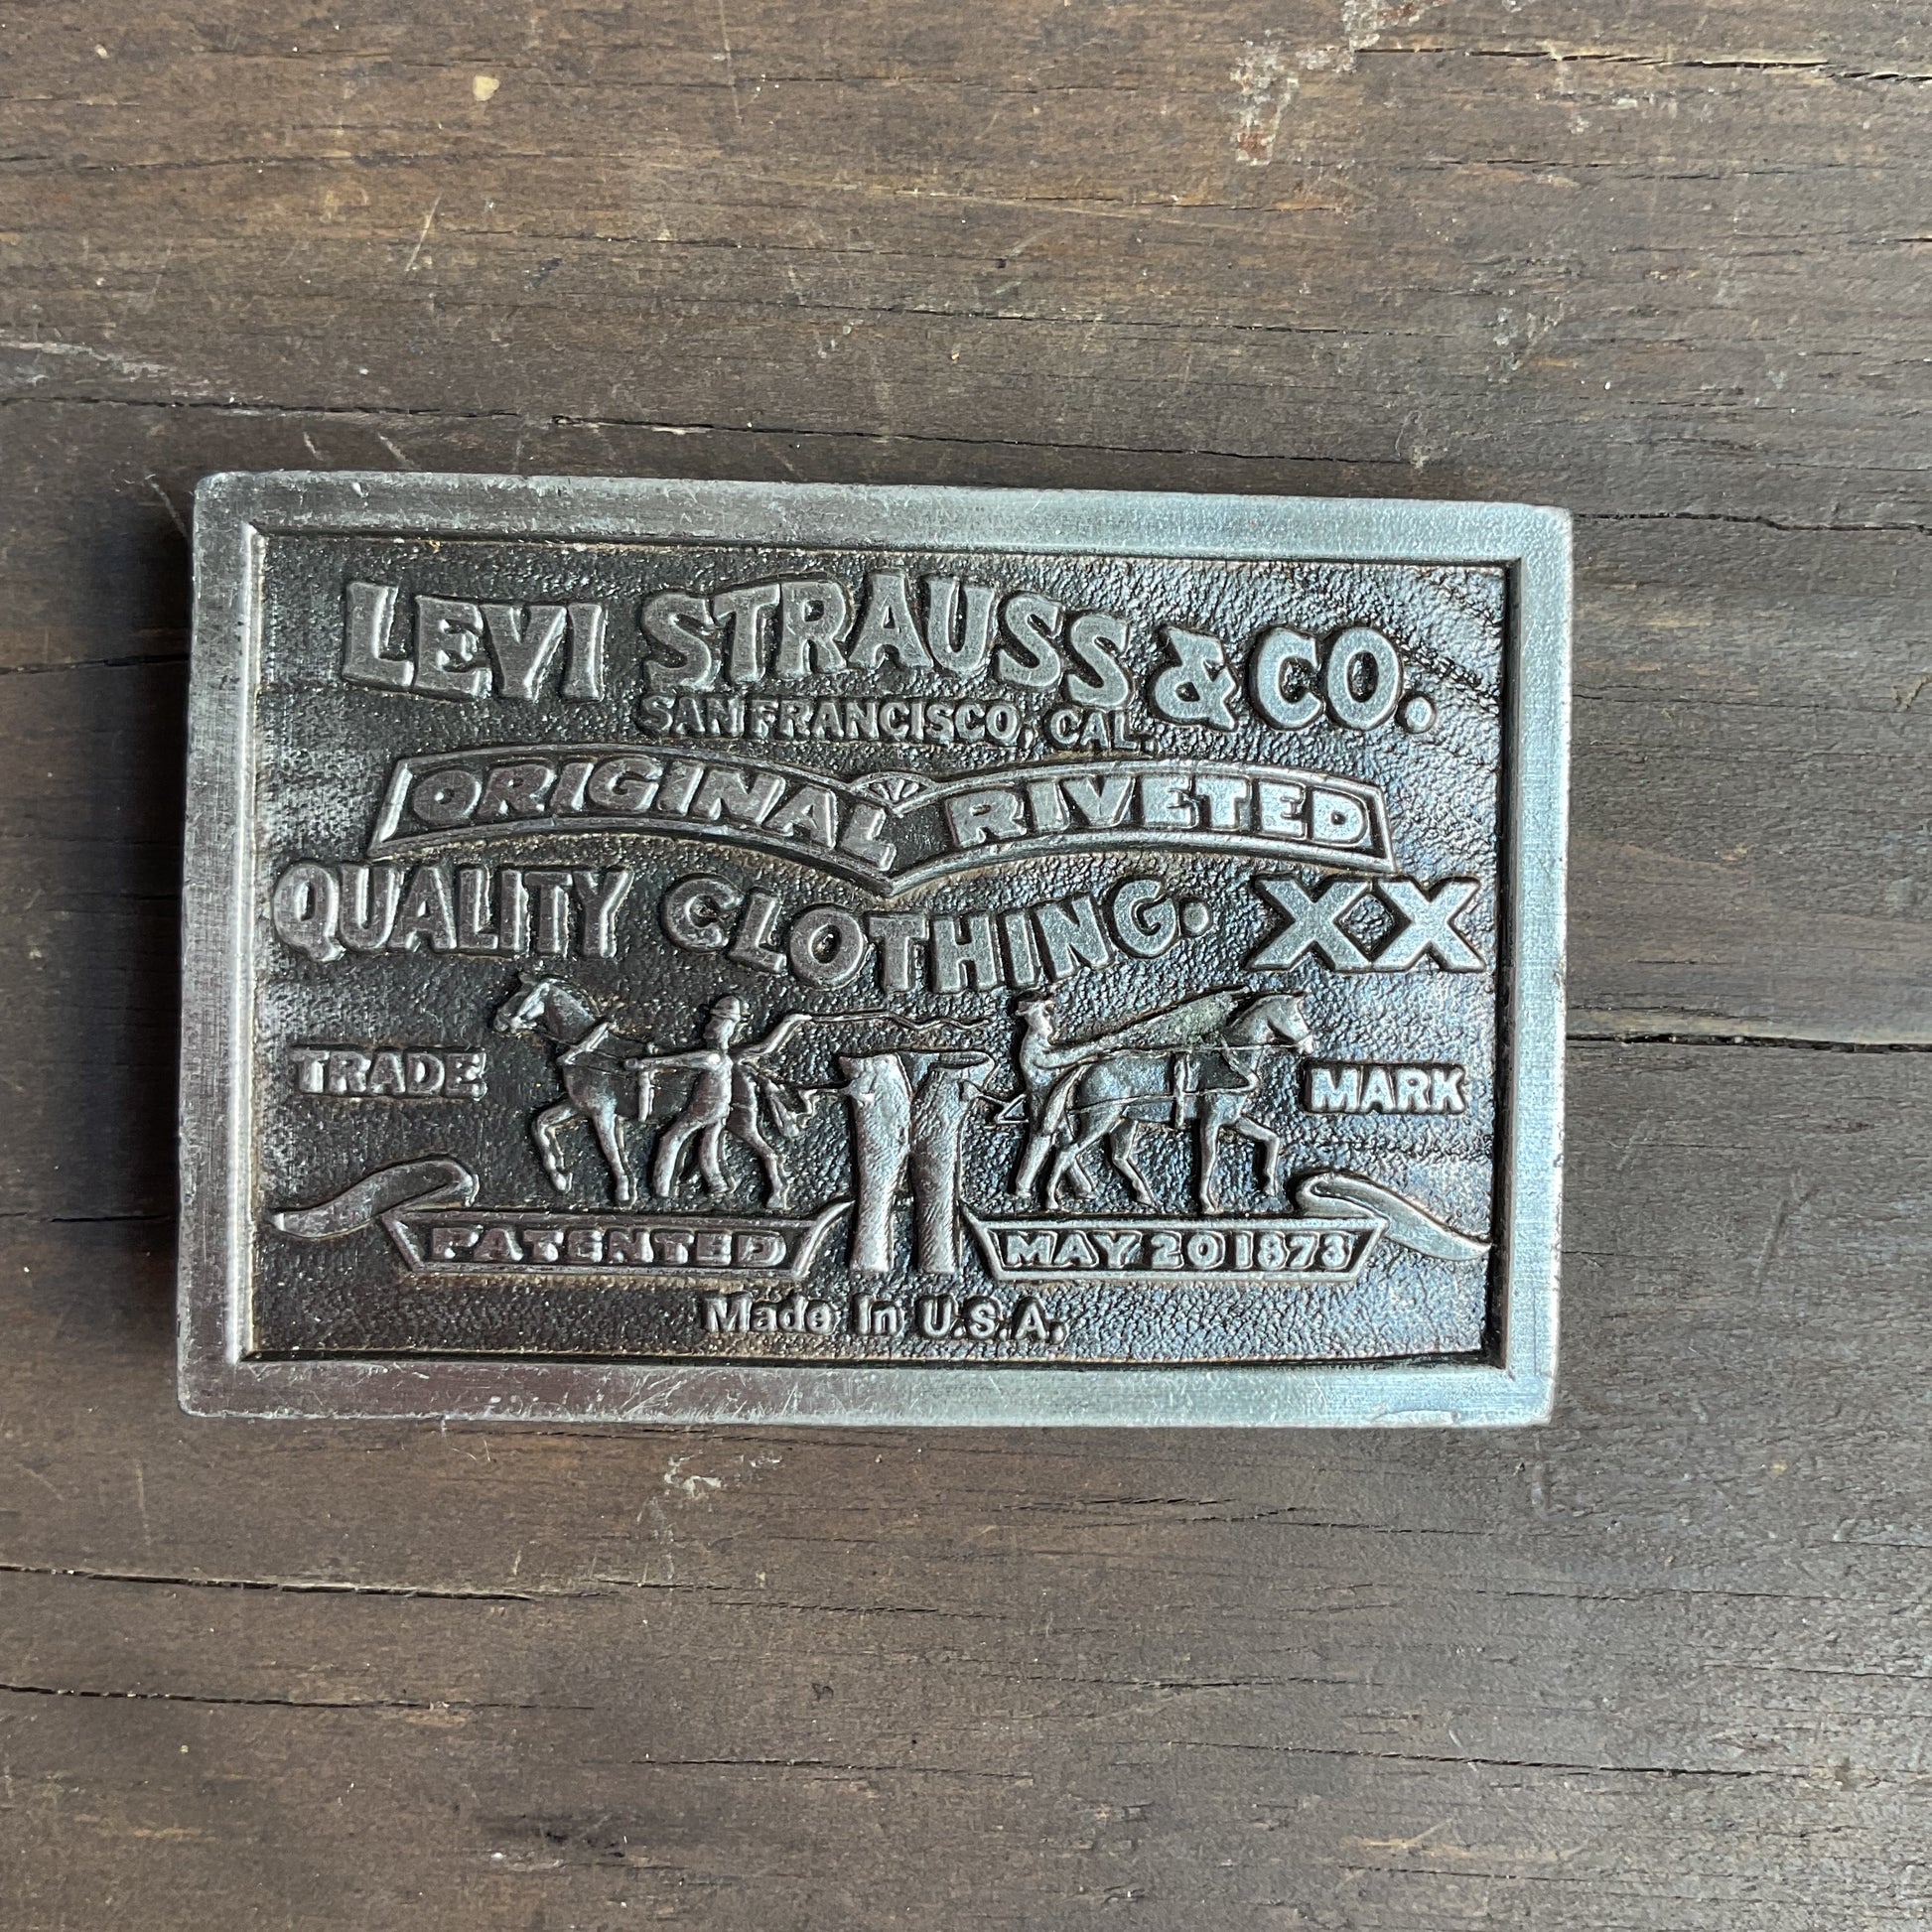 LEVI STRAUSS & CO.
SAN FRANCISCO, CAL.
ORIGINAL RIVETED
QUALITY CLOTHING. XX
TRADE MARK
PATENTED MAY 20 1873
Made In U.S.A.